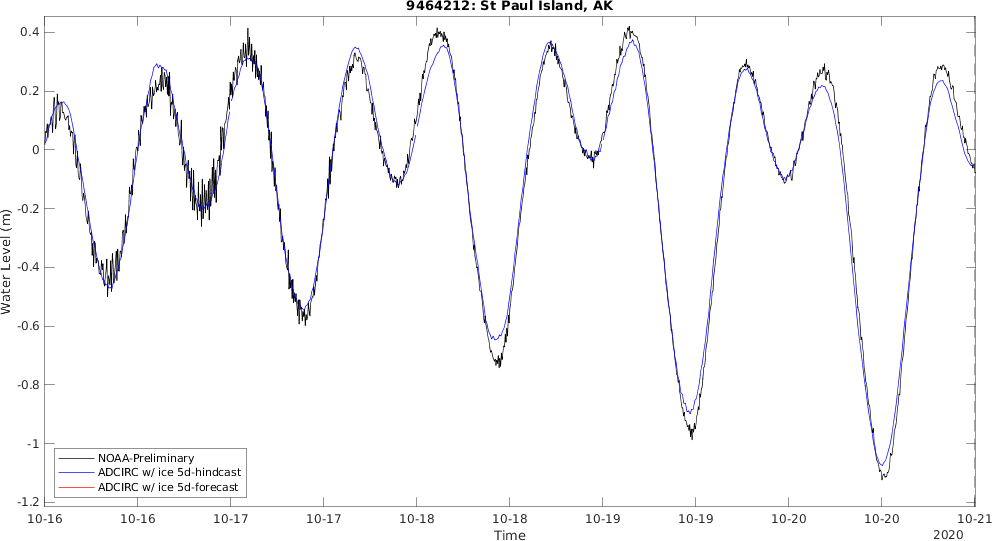 9464212: St Paul Island, AK
0.4
0.2
0
-0.2
-0.4
-0.6
-0.8
-1
-1.2
Water Level (m)
NOAA-Preliminary
ADCIRC w/ ice 5d-hindcast
ADCIRC w/ ice 5d-forecast
10-16 10-16 10-17 10-17 10-18 10-18 10-19 10-19 10-20 10-20 10-21
Time
2020